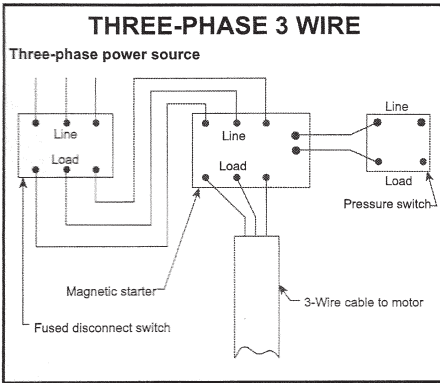 THREE-PHASE 3 WIRE
Three-phase power source
Line
Line
Line
Load
Load
Load
Pressure switch
Magnetic starter
3-Wire cable to motor
Fused disconnect switch